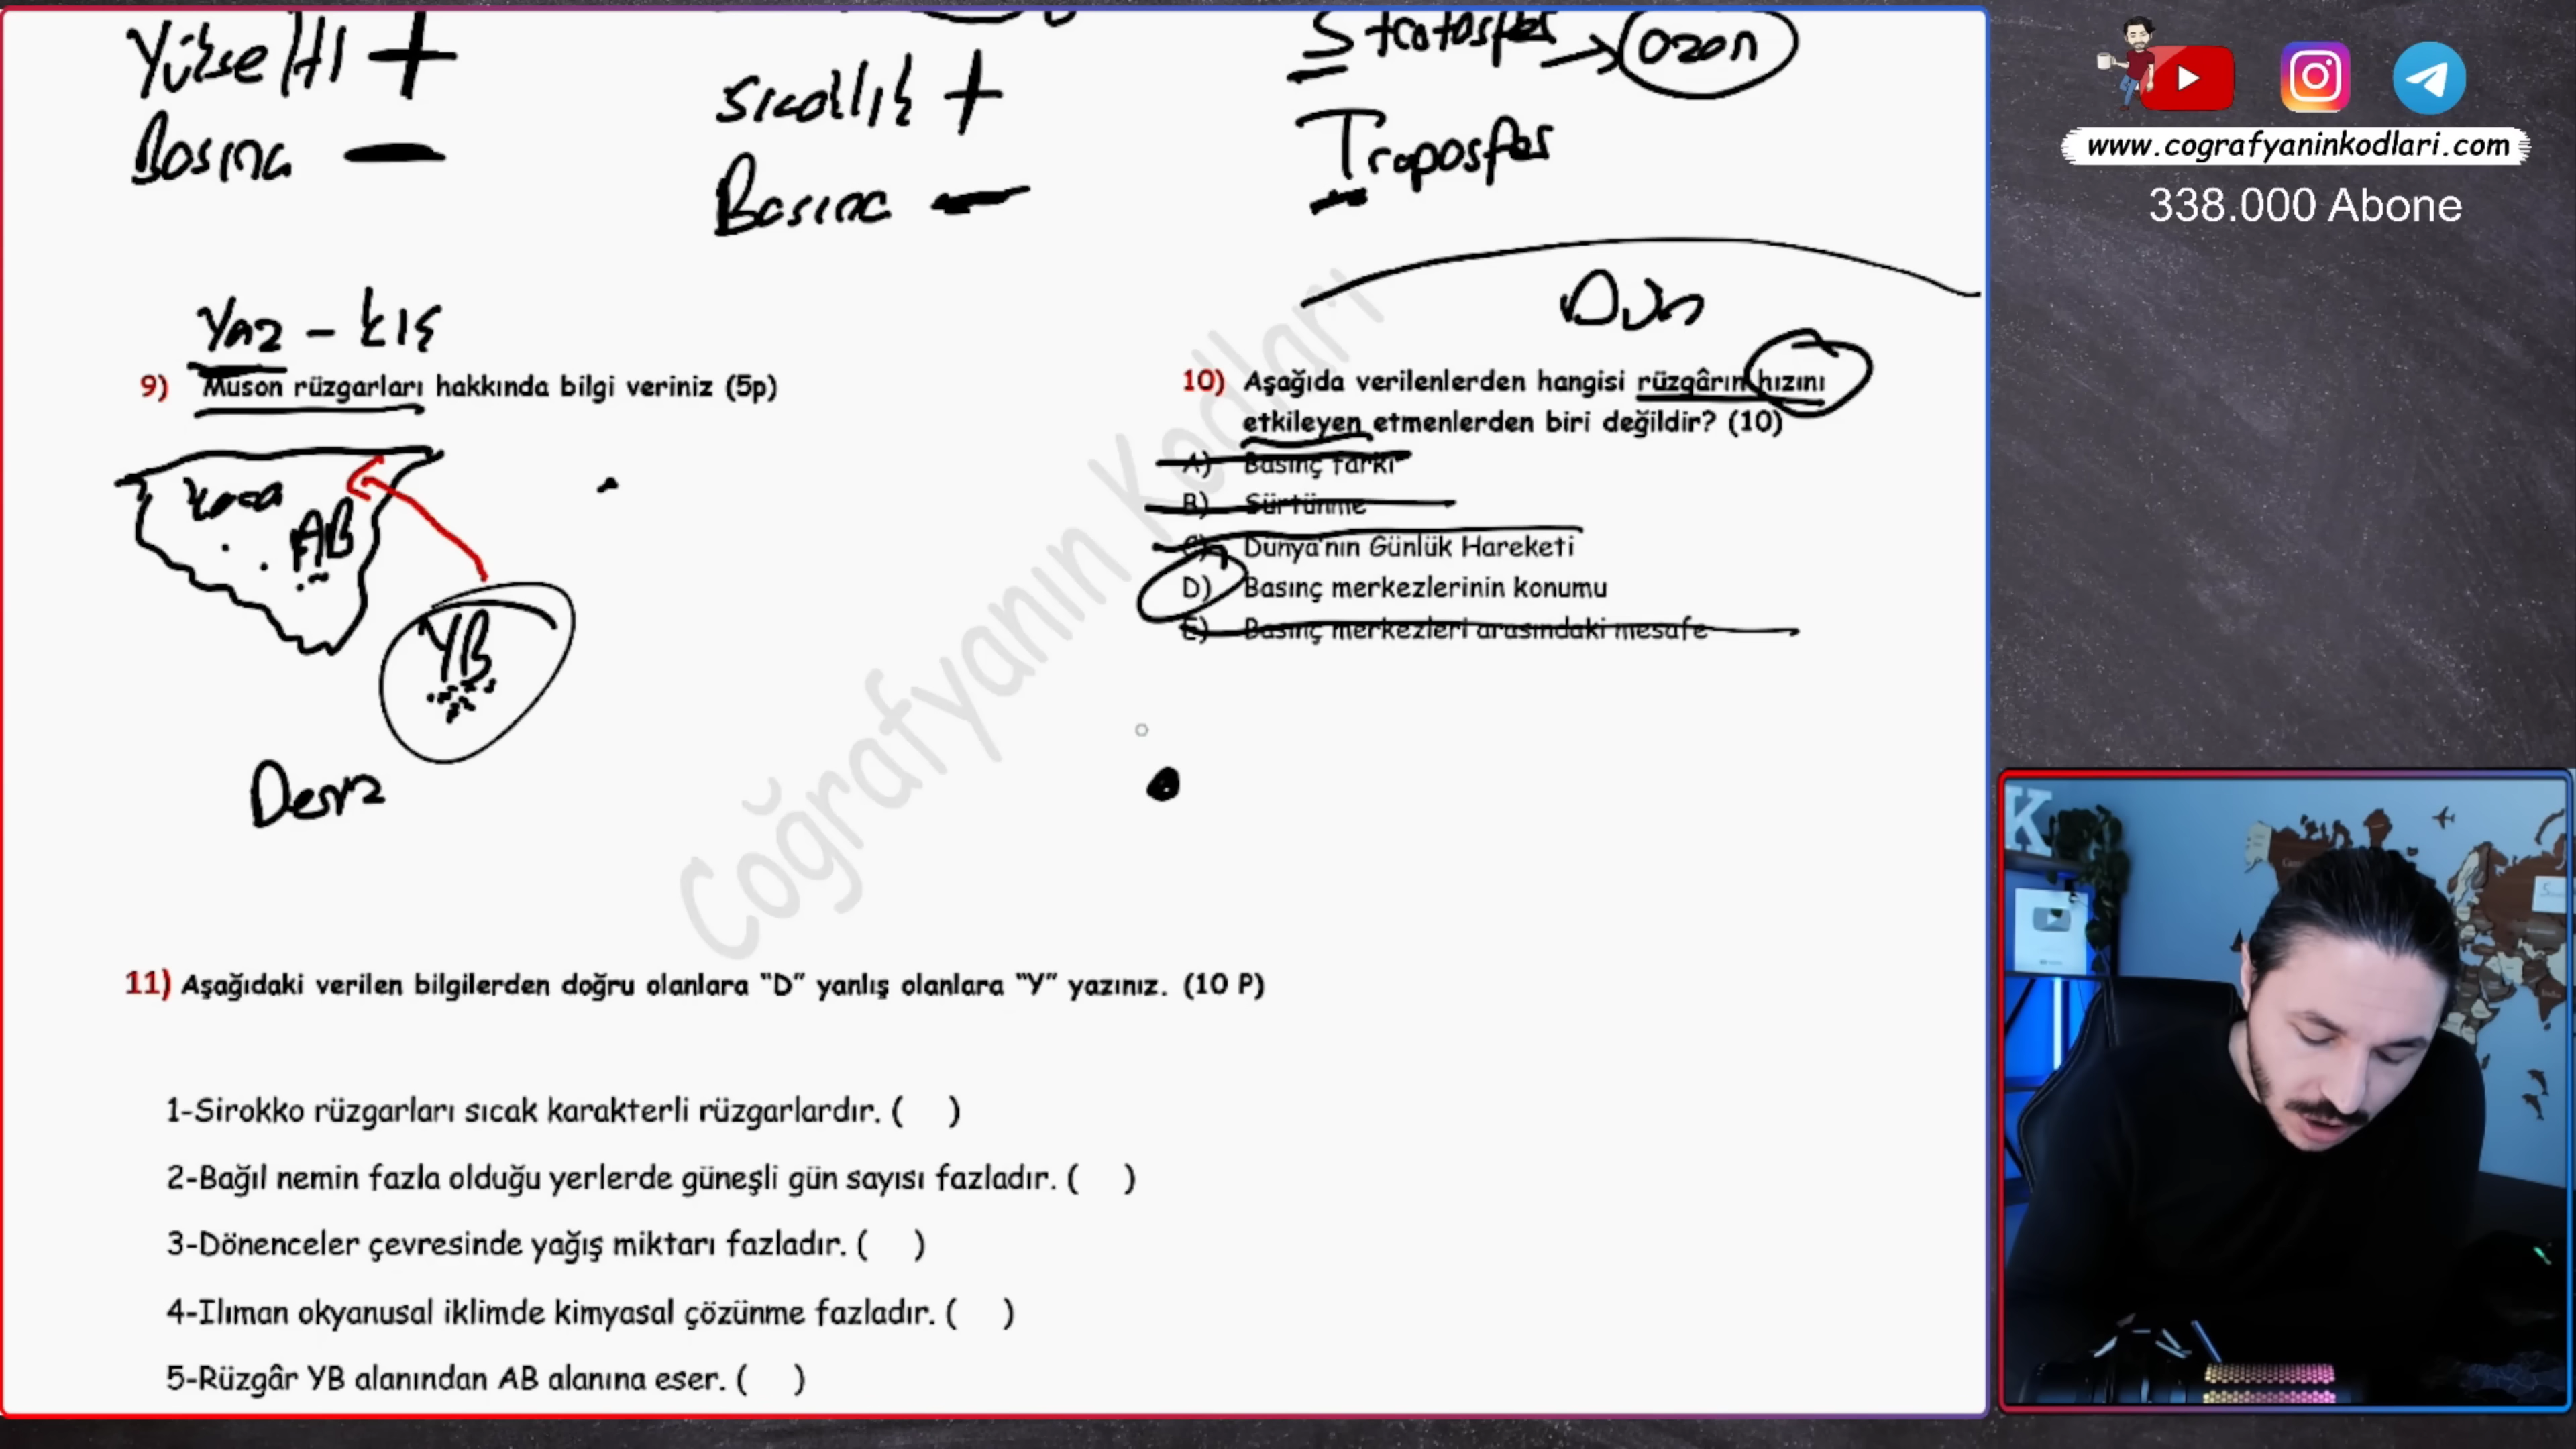 Yükselti +
Basınç −
Sıcaklık +
Basınç −
Stratosfer → Ozon
Troposfer
www.cografyaninkodlari.com
338.000 Abone
Yaz - kış
9) Muson rüzgarları hakkında bilgi veriniz (5p)
Kara
AB
YB
Deniz
10) Aşağıda verilenlerden hangisi rüzgârın hızını
etkileyen etmenlerden biri değildir? (10)
A) Basınç farkı
B) Sürtünme
C) Dünya'nın Günlük Hareketi
D) Basınç merkezlerinin konumu
E) Basınç merkezleri arasındaki mesafe
Coğrafyanın Kodları
11) Aşağıdaki verilen bilgilerden doğru olanlara “D” yanlış olanlara “Y” yazınız. (10 P)
1-Sirokko rüzgarları sıcak karakterli rüzgarlardır. ( )
2-Bağıl nemin fazla olduğu yerlerde güneşli gün sayısı fazladır. ( )
3-Dönenceler çevresinde yağış miktarı fazladır. ( )
4-Ilıman okyanusal iklimde kimyasal çözünme fazladır. ( )
5-Rüzgâr YB alanından AB alanına eser. ( )
K